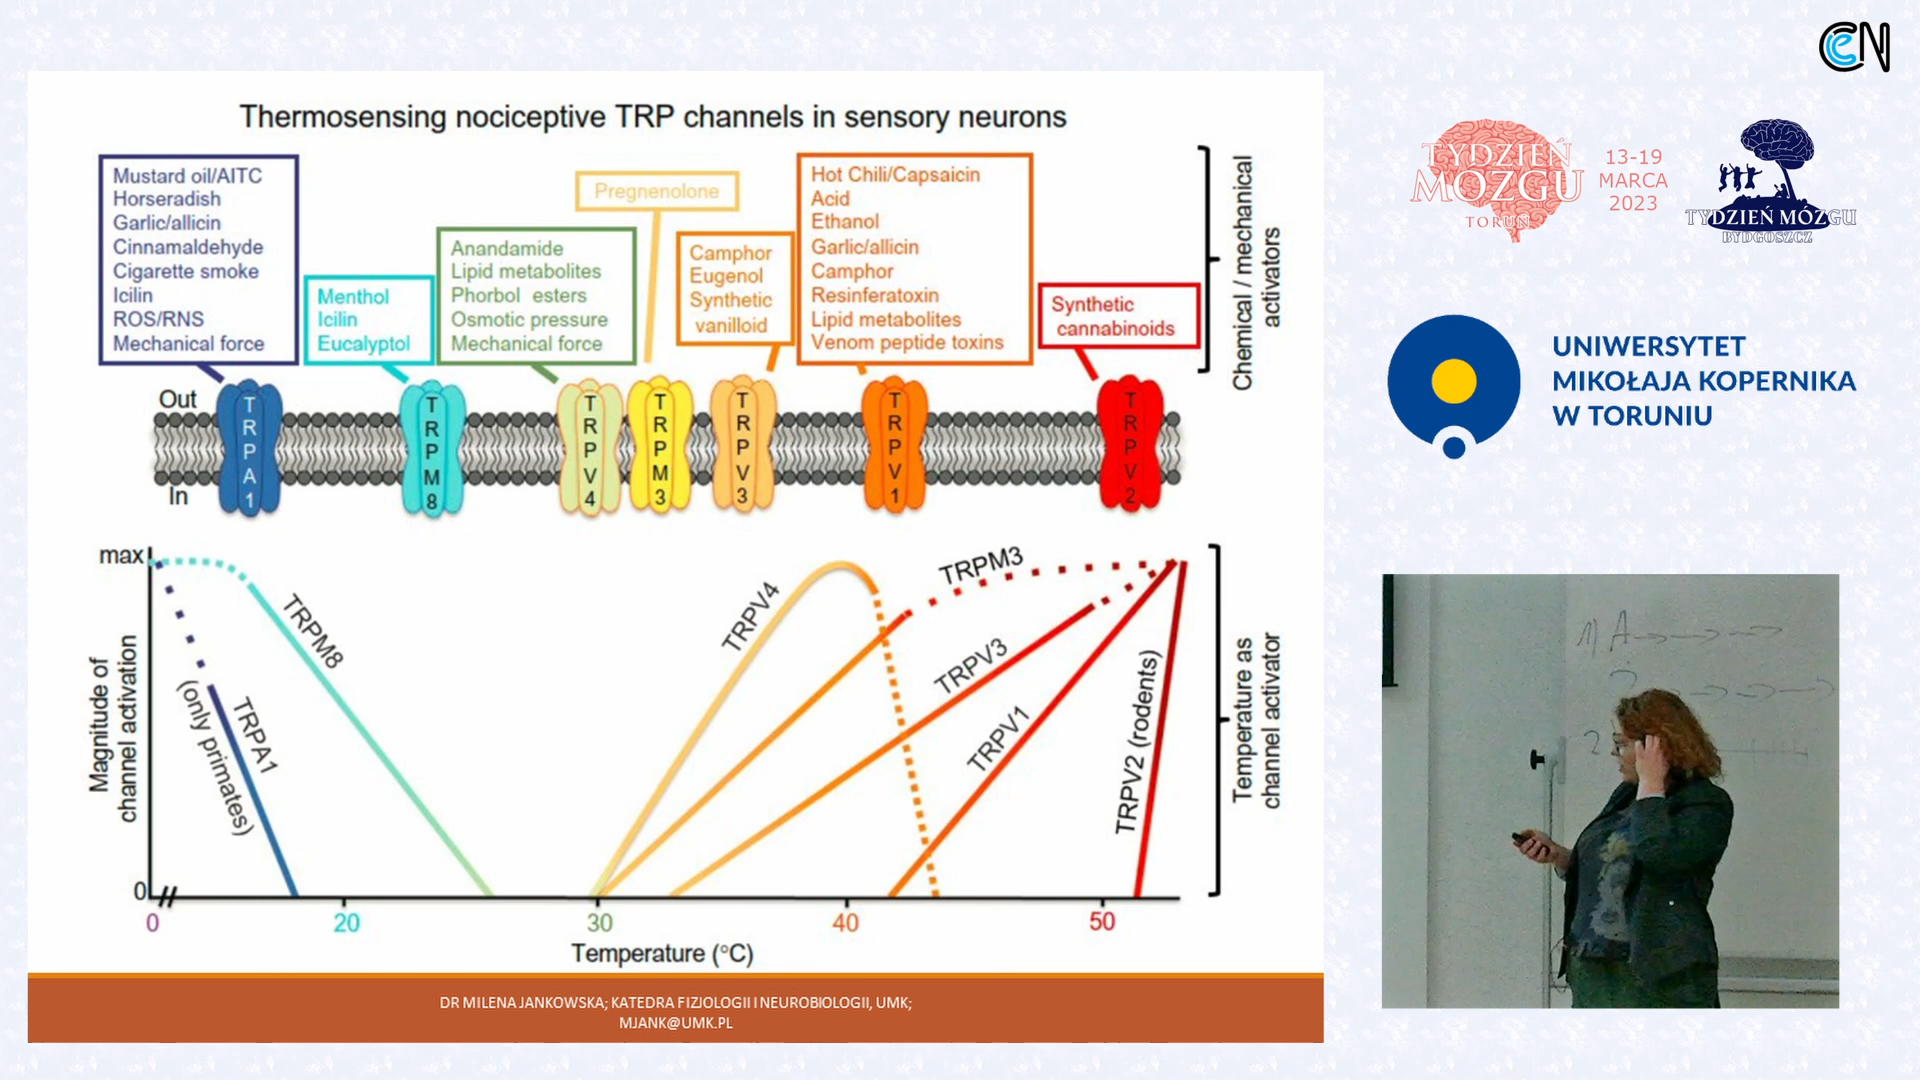 CeN
Thermosensing nociceptive TRP channels in sensory neurons
Mustard oil/AITC
Horseradish
Garlic/allicin
Cinnamaldehyde
Cigarette smoke
Icilin
ROS/RNS
Mechanical force
Menthol
Icilin
Eucalyptol
Anandamide
Lipid metabolites
Phorbol esters
Osmotic pressure
Mechanical force
Pregnenolone
Camphor
Eugenol
Synthetic
vanilloid
Hot Chili/Capsaicin
Acid
Ethanol
Garlic/allicin
Camphor
Resinferatoxin
Lipid metabolites
Venom peptide toxins
Synthetic
cannabinoids
Chemical / mechanical
activators
Out
In
TRPA1
TRPM8
TRPV4
TRPM3
TRPV3
TRPV1
TRPV2
max
0
Magnitude of
channel activation
TRPA1
(only primates)
TRPM8
TRPV4
TRPM3
TRPV3
TRPV1
TRPV2 (rodents)
Temperature as
channel activator
0 20 30 40 50
Temperature (°C)
DR MILENA JANKOWSKA; KATEDRA FIZJOLOGII I NEUROBIOLOGII, UMK;
MJANK@UMK.PL
TYDZIEŃ
MÓZGU
TORUŃ
13-19
MARCA
2023
TYDZIEŃ MÓZGU
BYDGOSZCZ
UNIWERSYTET
MIKOŁAJA KOPERNIKA
W TORUNIU
1) A
2